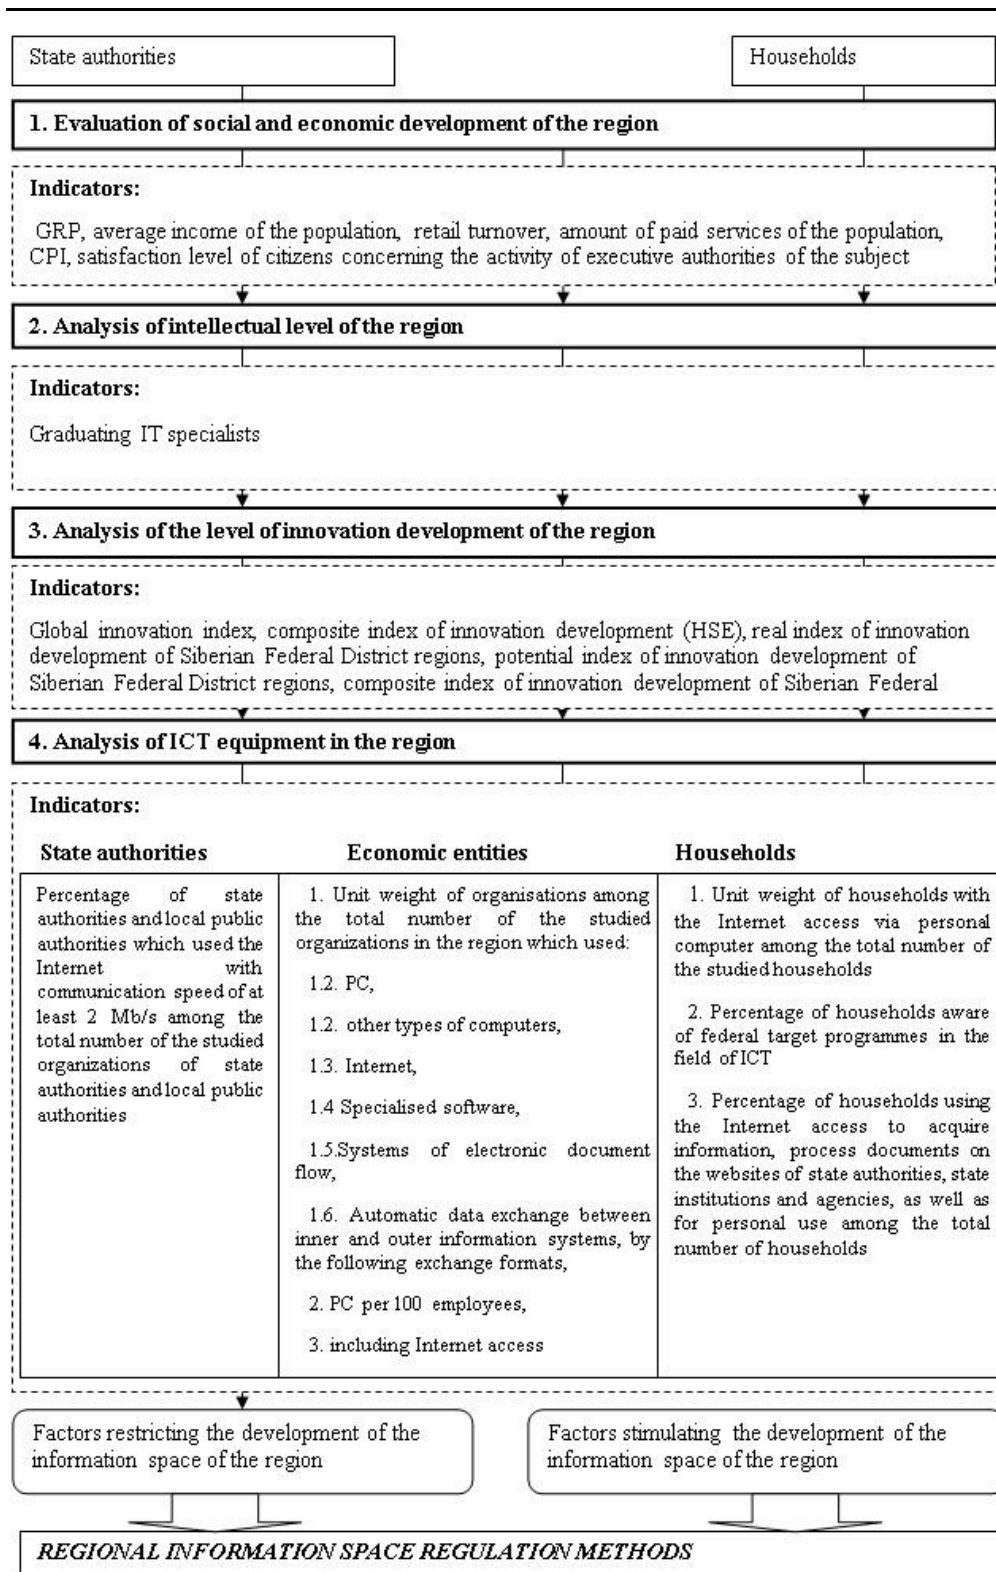 State authorities
Households
1. Evaluation of social and economic development of the region
Indicators:
GRP, average income of the population, retail turnover, amount of paid services of the population,
CPI, satisfaction level of citizens concerning the activity of executive authorities of the subject
2. Analysis of intellectual level of the region
Indicators:
Graduating IT specialists
3. Analysis of the level of innovation development of the region
Indicators:
Global innovation index, composite index of innovation development (HSE), real index of innovation
development of Siberian Federal District regions, potential index of innovation development of
Siberian Federal District regions, composite index of innovation development of Siberian Federal
4. Analysis of ICT equipment in the region
Indicators:
State authorities
Percentage of state
authorities and local public
authorities which used the
Internet with
communication speed of at
least 2 Mb/s among the
total number of the studied
organizations of state
authorities and local public
authorities
Economic entities
1. Unit weight of organisations among
the total number of the studied
organizations in the region which used:
1.2. PC,
1.2. other types of computers,
1.3. Internet,
1.4 Specialised software,
1.5.Systems of electronic document
flow,
1.6. Automatic data exchange between
inner and outer information systems, by
the following exchange formats,
2. PC per 100 employees,
3. including Internet access
Households
1. Unit weight of households with
the Internet access via personal
computer among the total number of
the studied households
2. Percentage of households aware
of federal target programmes in the
field of ICT
3. Percentage of households using
the Internet access to acquire
information, process documents on
the websites of state authorities, state
institutions and agencies, as well as
for personal use among the total
number of households
Factors restricting the development of the
information space of the region
Factors stimulating the development of the
information space of the region
REGIONAL INFORMATION SPACE REGULATION METHODS